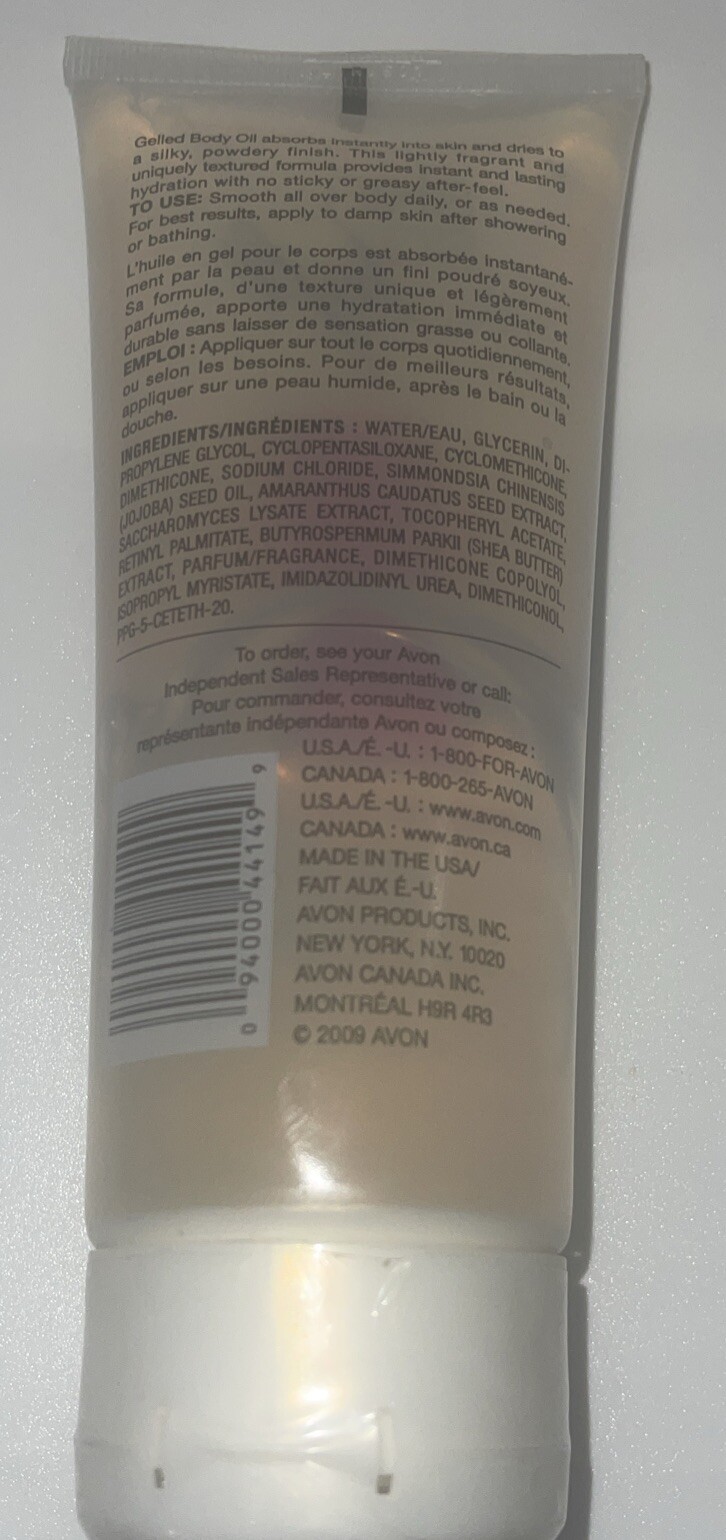 Gelled Body Oil absorbs instantly into skin and dries to
a silky, powdery finish. This lightly fragrant and
uniquely textured formula provides instant and lasting
hydration with no sticky or greasy after-feel.
TO USE: Smooth all over body daily, or as needed.
For best results, apply to damp skin after showering
or bathing.
L'huile en gel pour le corps est absorbée instantané-
ment par la peau et donne un fini poudré soyeux.
Sa formule, d'une texture unique et légèrement
parfumée, apporte une hydratation immédiate et
durable sans laisser de sensation grasse ou collante.
EMPLOI : Appliquer sur tout le corps quotidiennement,
ou selon les besoins. Pour de meilleurs résultats,
appliquer sur une peau humide, après le bain ou la
douche.
INGREDIENTS/INGRÉDIENTS : WATER/EAU, GLYCERIN, DI-
PROPYLENE GLYCOL, CYCLOPENTASILOXANE, CYCLOMETHICONE,
DIMETHICONE, SODIUM CHLORIDE, SIMMONDSIA CHINENSIS
(JOJOBA) SEED OIL, AMARANTHUS CAUDATUS SEED EXTRACT,
SACCHAROMYCES LYSATE EXTRACT, TOCOPHERYL ACETATE,
RETINYL PALMITATE, BUTYROSPERMUM PARKII (SHEA BUTTER)
EXTRACT, PARFUM/FRAGRANCE, DIMETHICONE COPOLYOL,
ISOPROPYL MYRISTATE, IMIDAZOLIDINYL UREA, DIMETHICONOL,
PPG-5-CETETH-20.
To order, see your Avon
Independent Sales Representative or call:
Pour commander, consultez votre
représentante indépendante Avon ou composez :
U.S.A./É.-U. : 1-800-FOR-AVON
CANADA : 1-800-265-AVON
U.S.A./É.-U. : www.avon.com
CANADA : www.avon.ca
MADE IN THE USA/
FAIT AUX É.-U.
AVON PRODUCTS, INC.
NEW YORK, N.Y. 10020
AVON CANADA INC.
MONTRÉAL H9R 4R3
© 2009 AVON
0 94000 44149 9